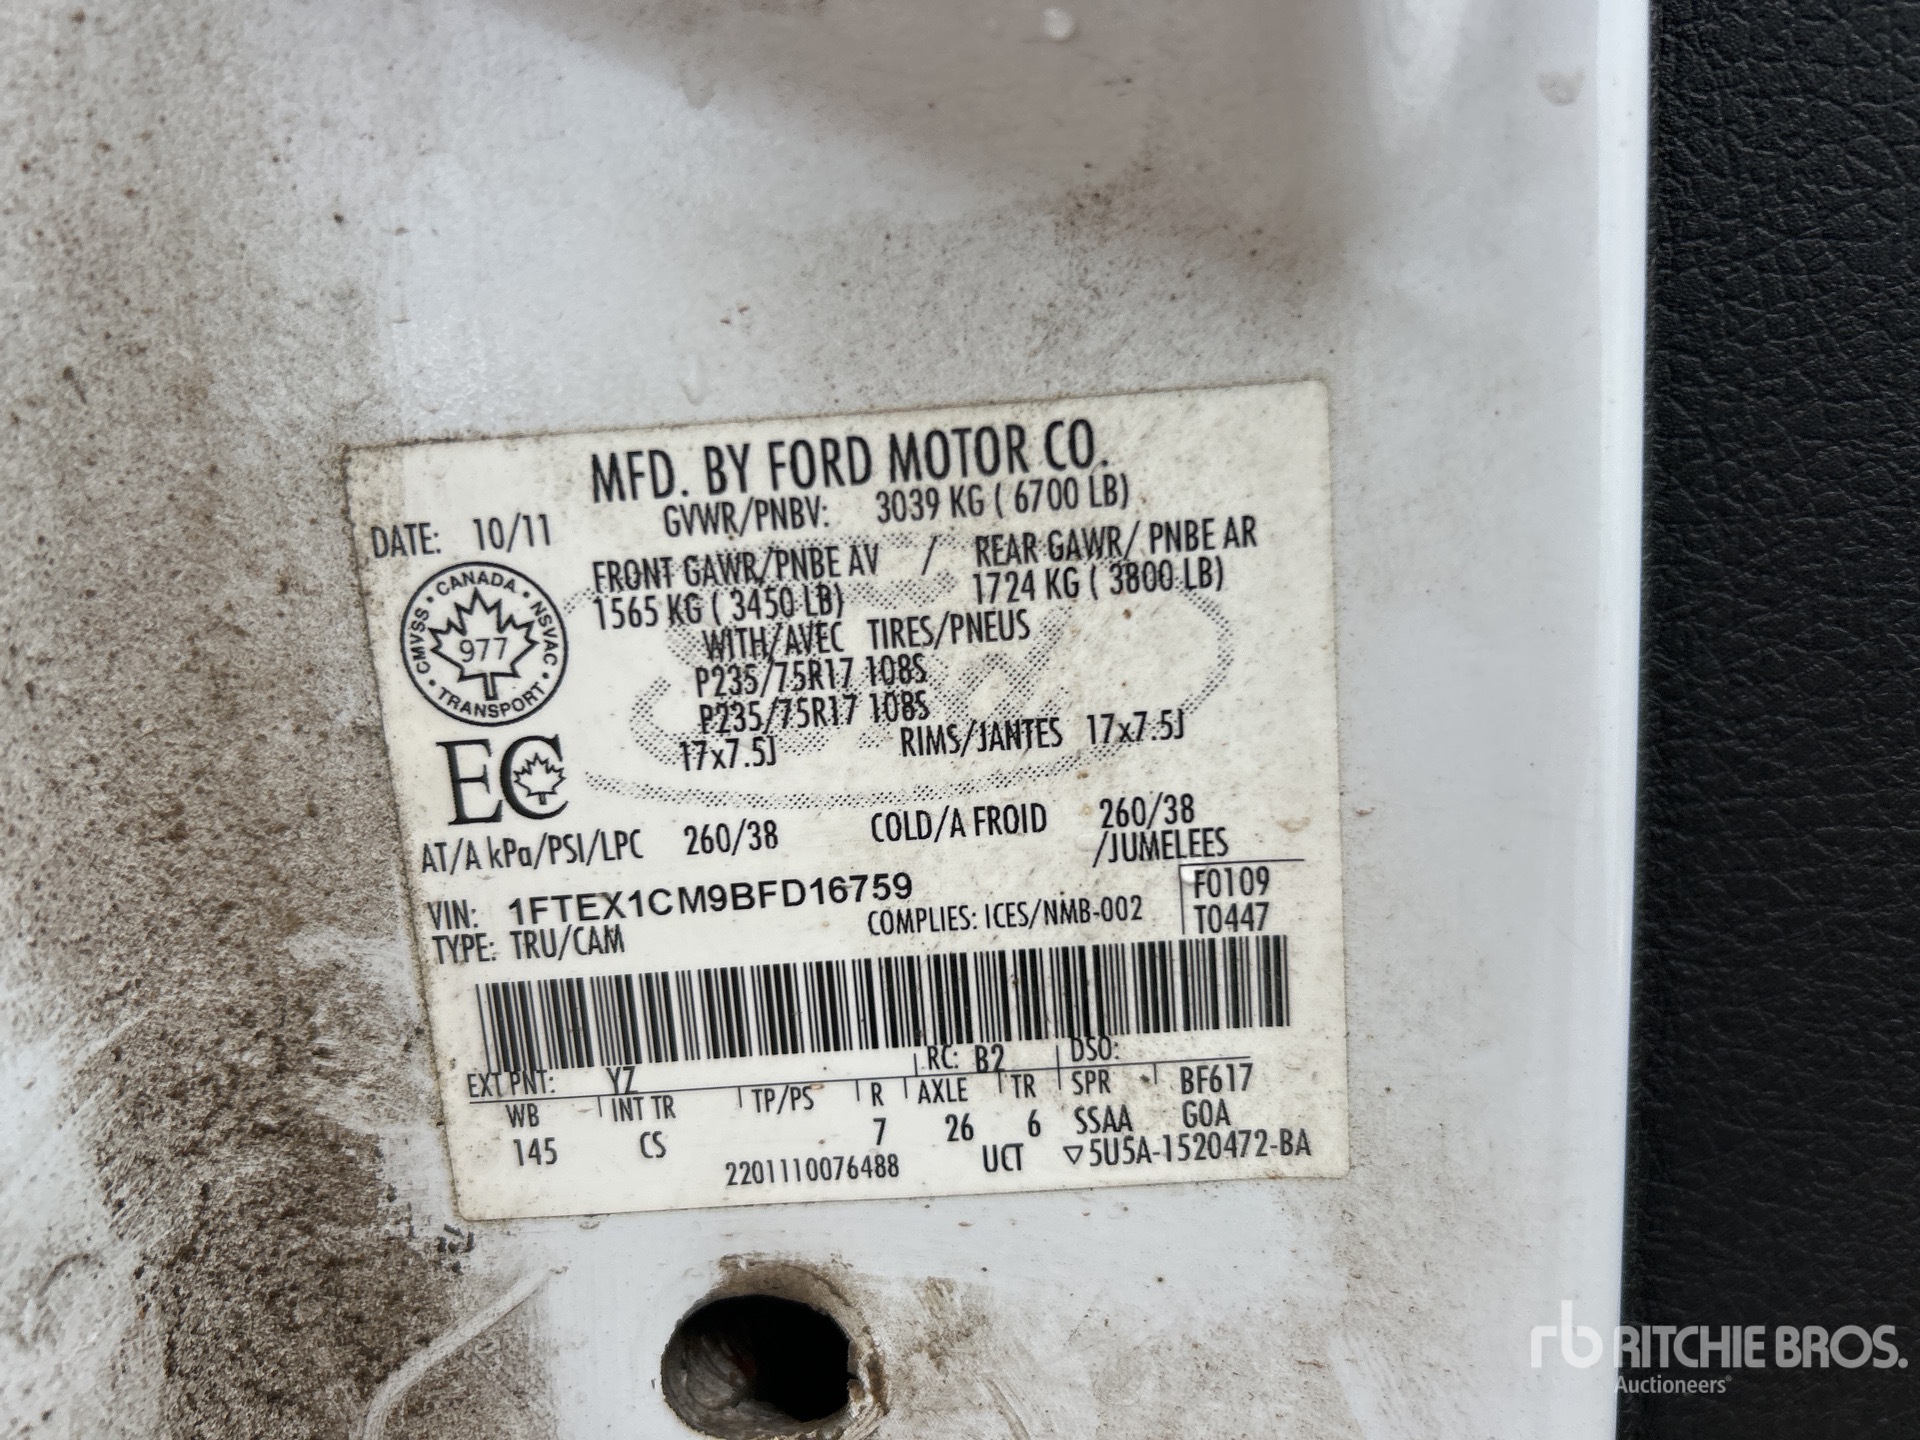 MFD. BY FORD MOTOR CO.
DATE: 10/11 GVWR/PNBV: 3039 KG ( 6700 LB)
FRONT GAWR/PNBE AV / REAR GAWR/ PNBE AR
1565 KG ( 3450 LB) 1724 KG ( 3800 LB)
WITH/AVEC TIRES/PNEUS
P235/75R17 108S
P235/75R17 108S
17x7.5J RIMS/JANTES 17x7.5J
CANADA · NSVAC · TRANSPORT · CMVSS ·
977
EC
AT/A kPa/PSI/LPC 260/38 COLD/A FROID 260/38
/JUMELEES
VIN: 1FTEX1CM9BFD16759 F0109
TYPE: TRU/CAM COMPLIES: ICES/NMB-002 T0447
EXT PNT: YZ RC: B2 DSO:
WB INT TR TP/PS R AXLE TR SPR BF617
145 CS 7 26 6 SSAA GOA
2201110076488 UCT ▽5U5A-1520472-BA
rb RITCHIE BROS.
Auctioneers®